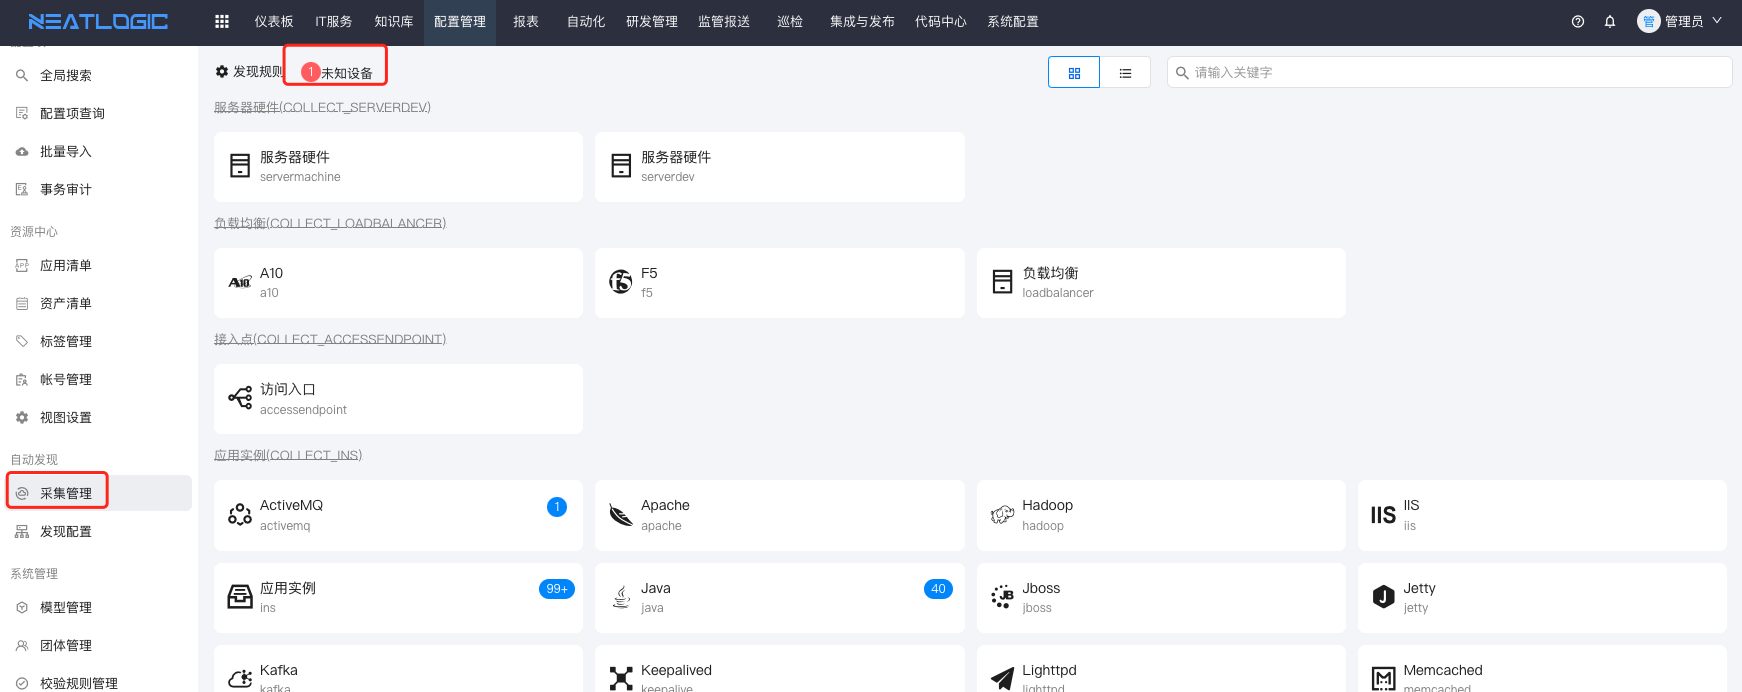 NEATLOGIC
仪表板 IT服务 知识库 配置管理 报表 自动化 研发管理 监管报送 巡检 集成与发布 代码中心 系统配置
管 管理员
全局搜索
配置项查询
批量导入
事务审计
资源中心
应用清单
资产清单
标签管理
帐号管理
视图设置
自动发现
采集管理
发现配置
系统管理
模型管理
团体管理
校验规则管理
发现规则 1 未知设备
请输入关键字
服务器硬件(COLLECT_SERVERDEV)
服务器硬件
servermachine
服务器硬件
serverdev
负载均衡(COLLECT_LOADBALANCER)
A10
A10
a10
F5
f5
负载均衡
loadbalancer
接入点(COLLECT_ACCESSENDPOINT)
访问入口
accessendpoint
应用实例(COLLECT_INS)
ActiveMQ 1
activemq
Apache
apache
Hadoop
hadoop
IIS
IIS
iis
应用实例 99+
ins
Java 40
java
Jboss
jboss
Jetty
jetty
Kafka
kafka
Keepalived
keepalive
Lighttpd
lighttpd
Memcached
memcached